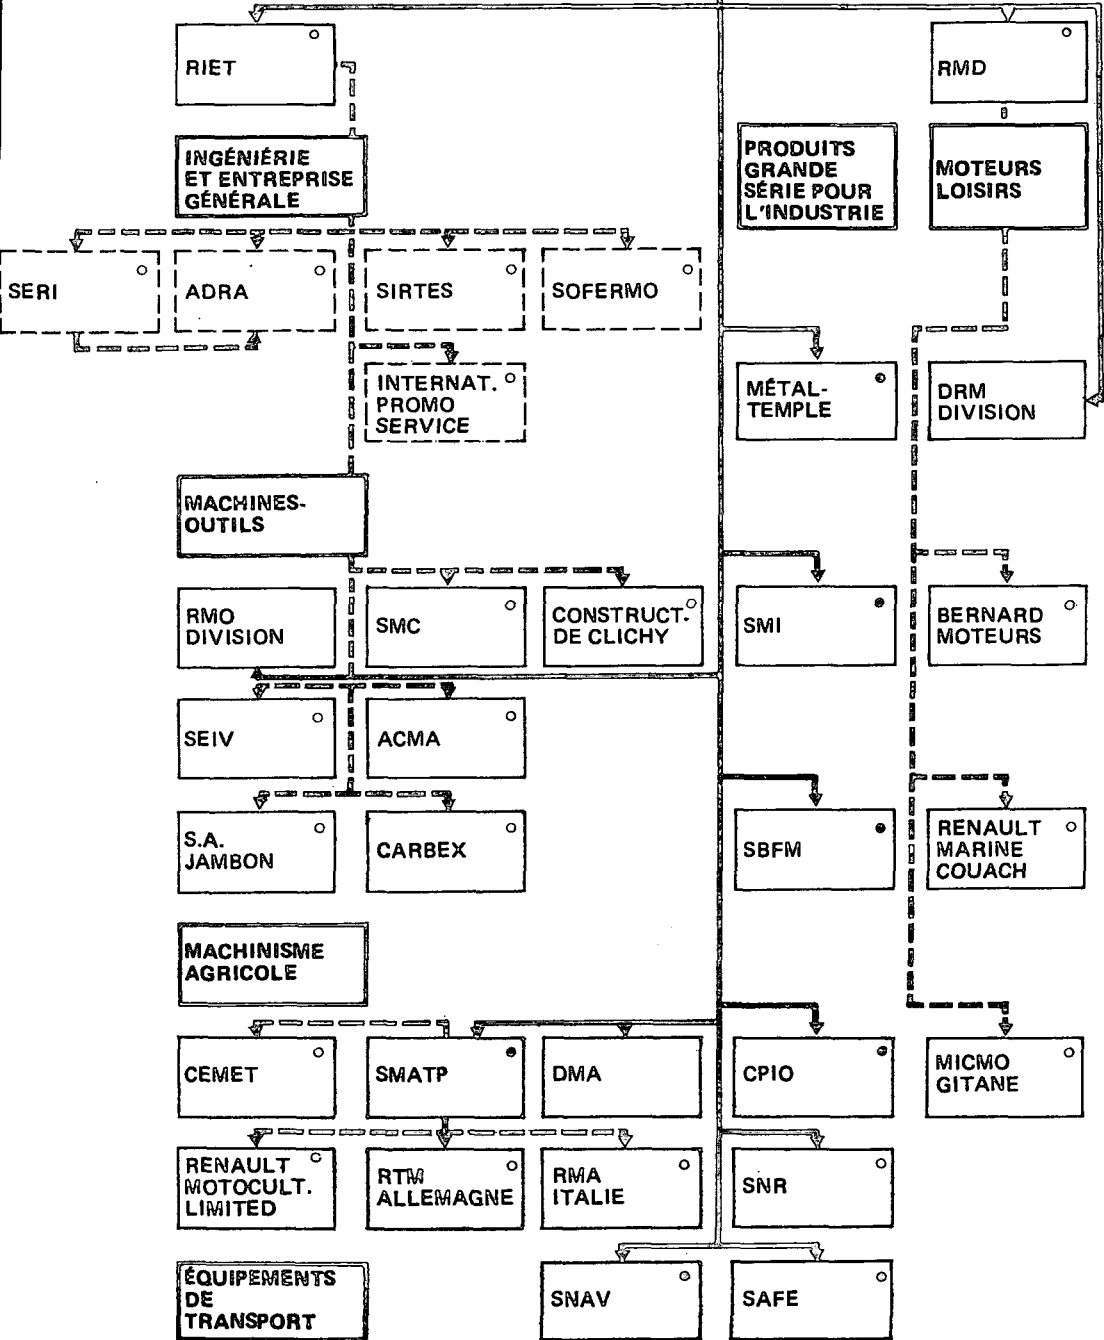 RIET
RMD
INGÉNIÉRIE
ET ENTREPRISE
GÉNÉRALE
PRODUITS
GRANDE
SÉRIE POUR
L'INDUSTRIE
MOTEURS
LOISIRS
SERI
ADRA
SIRTES
SOFERMO
INTERNAT.
PROMO
SERVICE
MÉTAL-
TEMPLE
DRM
DIVISION
MACHINES-
OUTILS
RMO
DIVISION
SMC
CONSTRUCT.
DE CLICHY
SMI
BERNARD
MOTEURS
SEIV
ACMA
S.A.
JAMBON
CARBEX
SBFM
RENAULT
MARINE
COUACH
MACHINISME
AGRICOLE
CEMET
SMATP
DMA
CPIO
MICMO
GITANE
RENAULT
MOTOCULT.
LIMITED
RTM
ALLEMAGNE
RMA
ITALIE
SNR
ÉQUIPEMENTS
DE
TRANSPORT
SNAV
SAFE